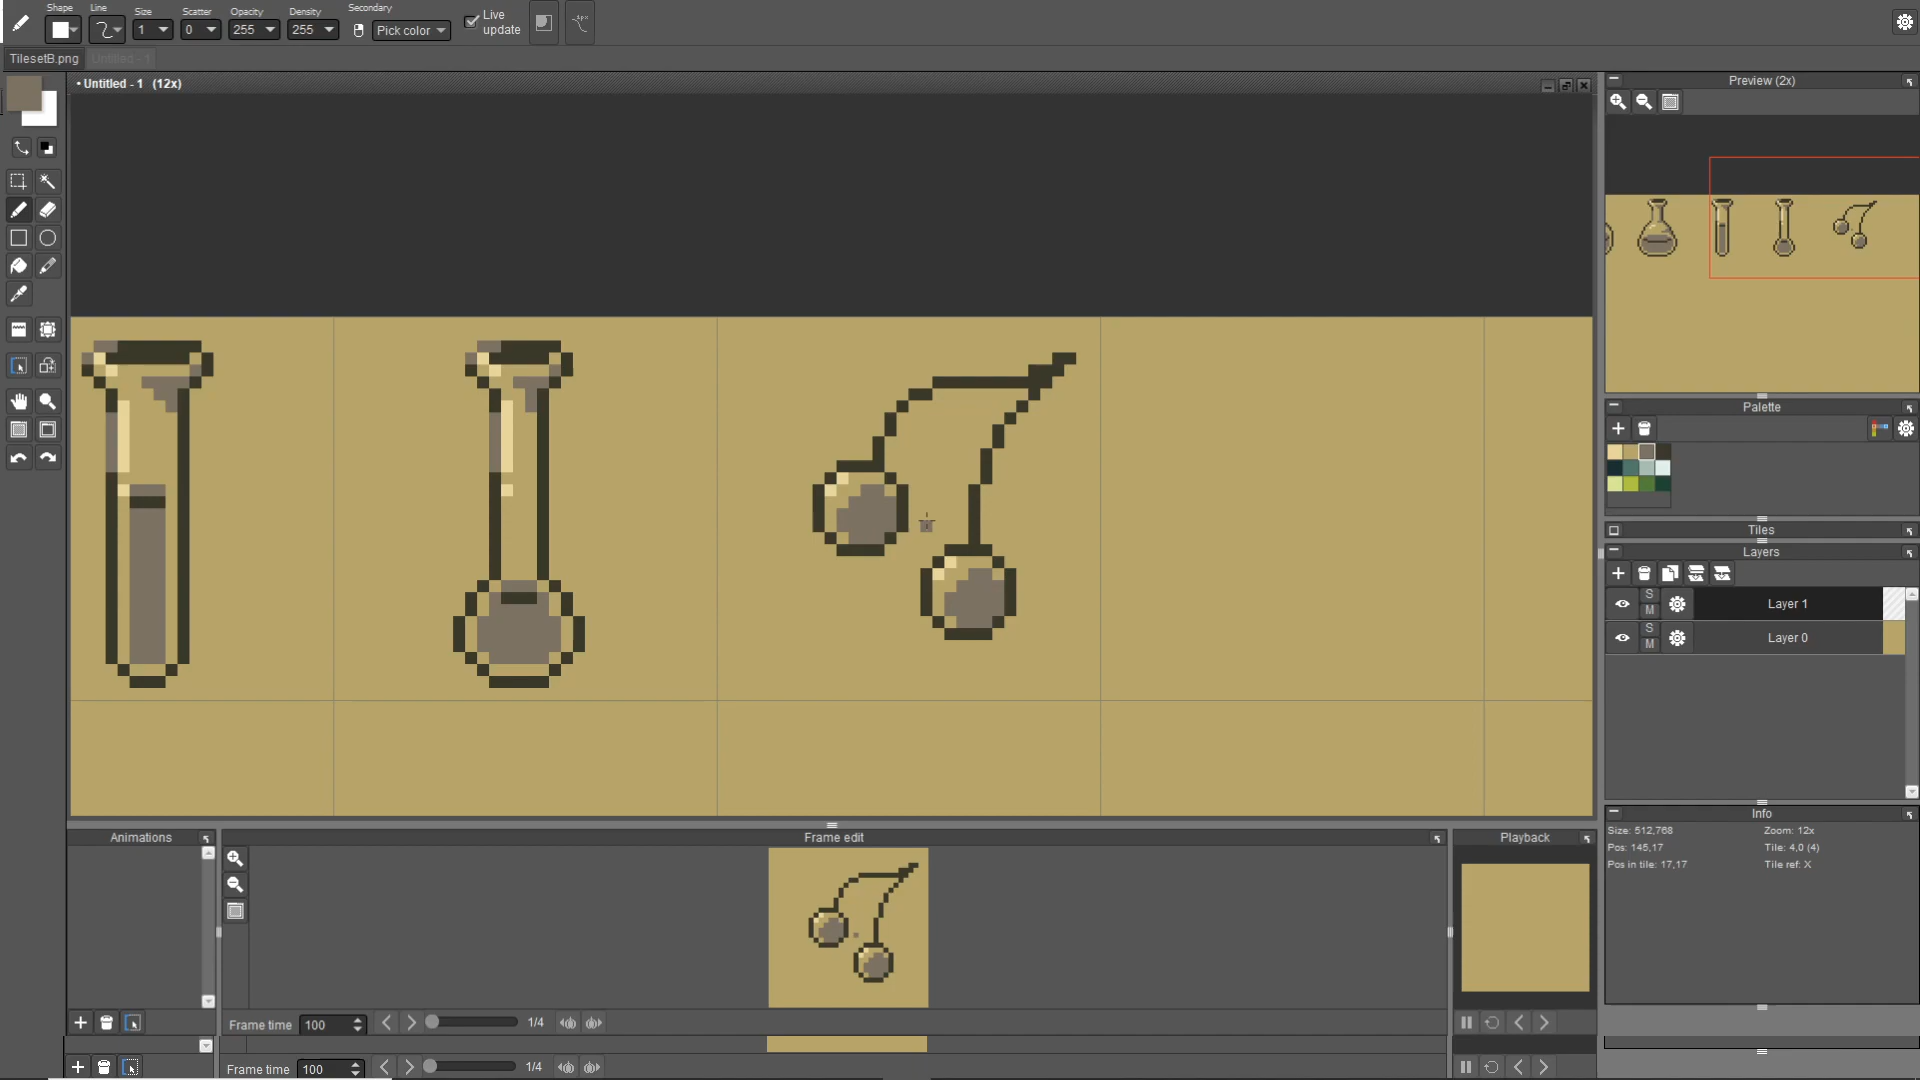 Shape Line Size Scatter Opacity Density Secondary
1 0 255 255 Pick color Live update
TilesetB.png Untitled - 1
• Untitled - 1 (12x)
Preview (2x)
Palette
Tiles
Layers
S
M
Layer 1
S
M
Layer 0
Info
Size: 512,768 Zoom: 12x
Pos: 145,17 Tile: 4,0 (4)
Pos in tile: 17,17 Tile ref: X
Animations Frame edit Playback
Frame time 100 1/4
Frame time 100 1/4